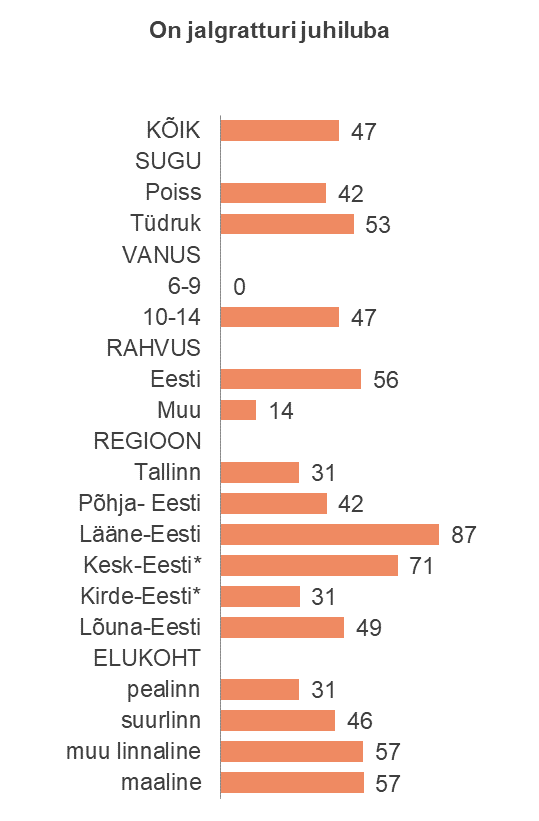 On jalgratturi juhiluba
KÕIK 47
SUGU
Poiss 42
Tüdruk 53
VANUS
6-9 0
10-14 47
RAHVUS
Eesti 56
Muu 14
REGIOON
Tallinn 31
Põhja- Eesti 42
Lääne-Eesti 87
Kesk-Eesti* 71
Kirde-Eesti* 31
Lõuna-Eesti 49
ELUKOHT
pealinn 31
suurlinn 46
muu linnaline 57
maaline 57